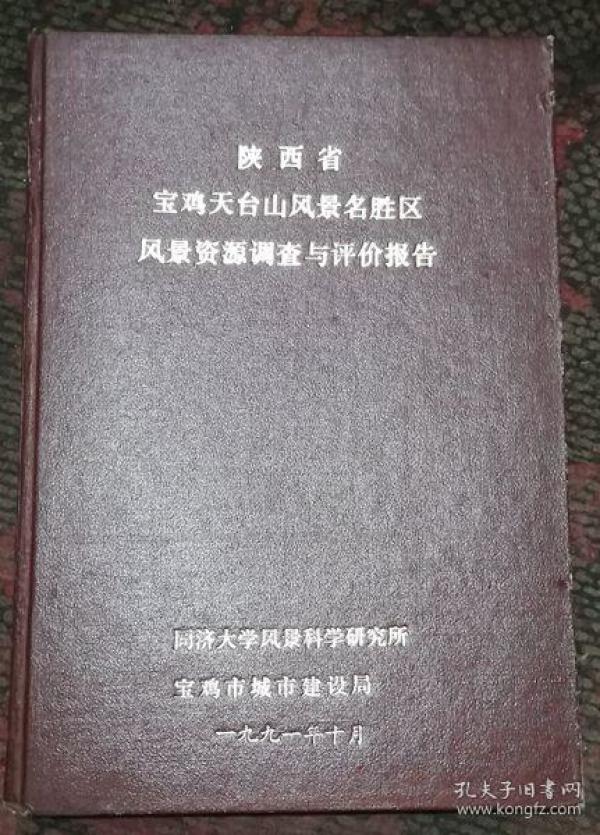 陕西省
宝鸡天台山风景名胜区
风景资源调查与评价报告
同济大学风景科学研究所
宝鸡市城市建设局
一九九一年十月
孔夫子旧书网
www.kongfz.com